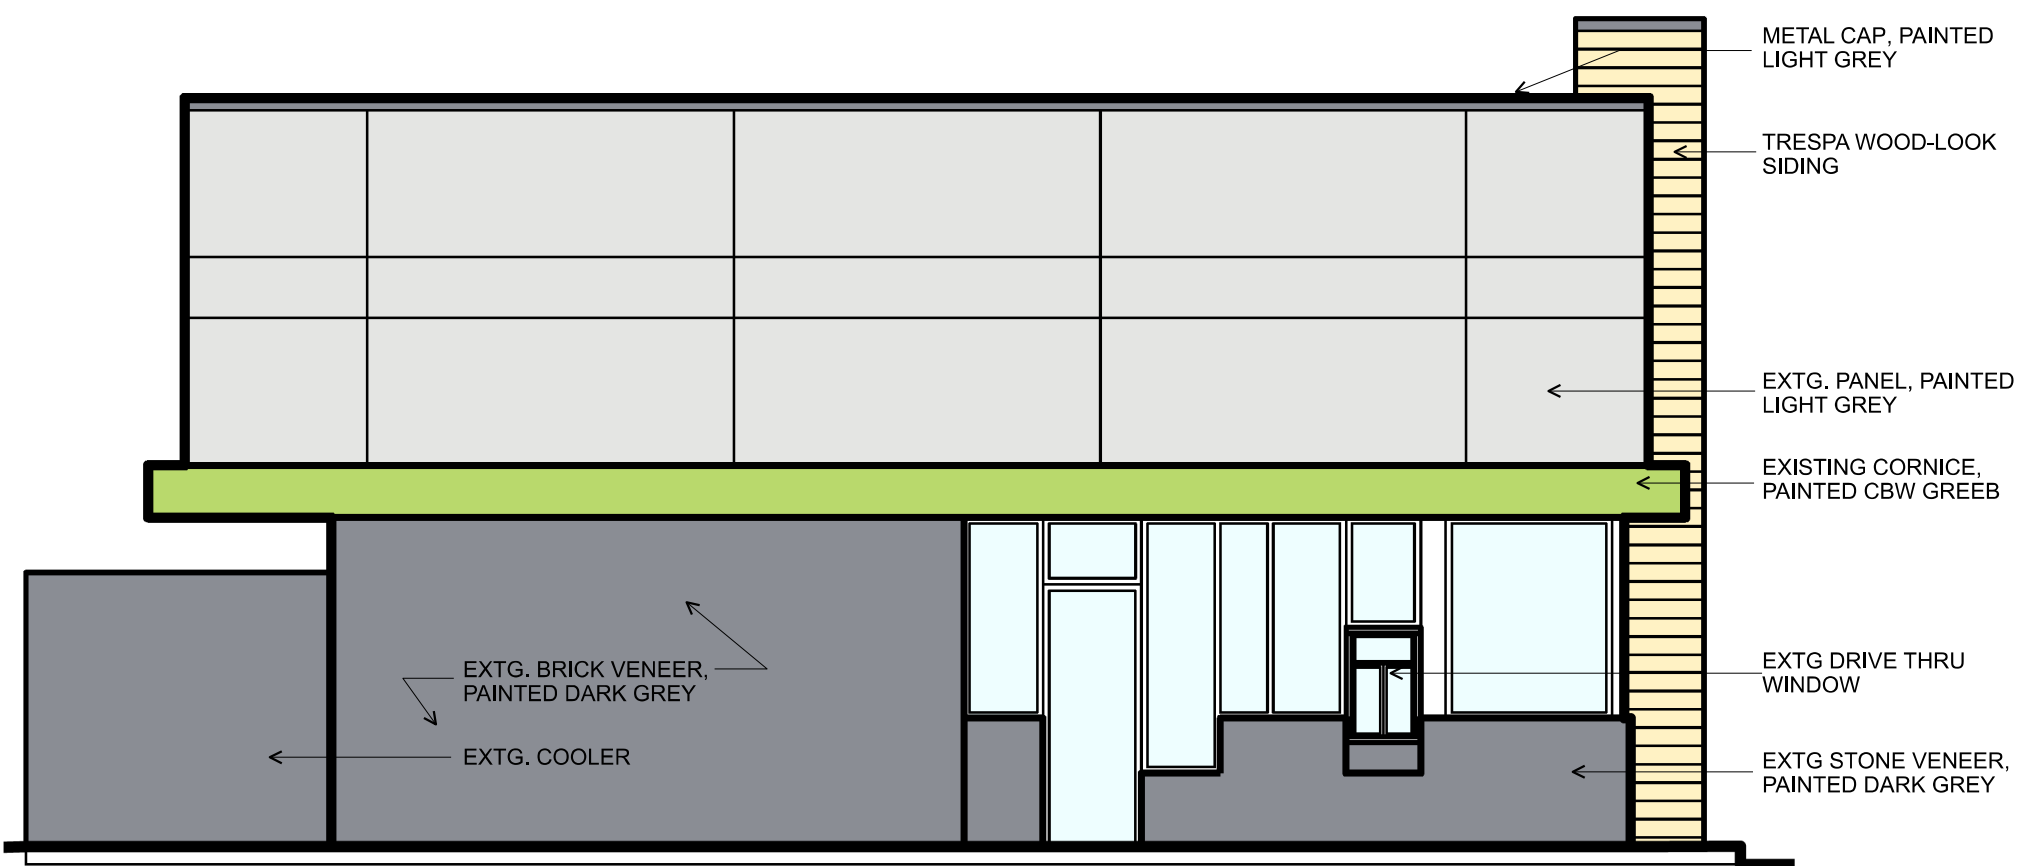 METAL CAP, PAINTED
LIGHT GREY
TRESPA WOOD-LOOK
SIDING
EXTG. PANEL, PAINTED
LIGHT GREY
EXISTING CORNICE,
PAINTED CBW GREEB
EXTG. BRICK VENEER,
PAINTED DARK GREY
EXTG DRIVE THRU
WINDOW
EXTG. COOLER
EXTG STONE VENEER,
PAINTED DARK GREY